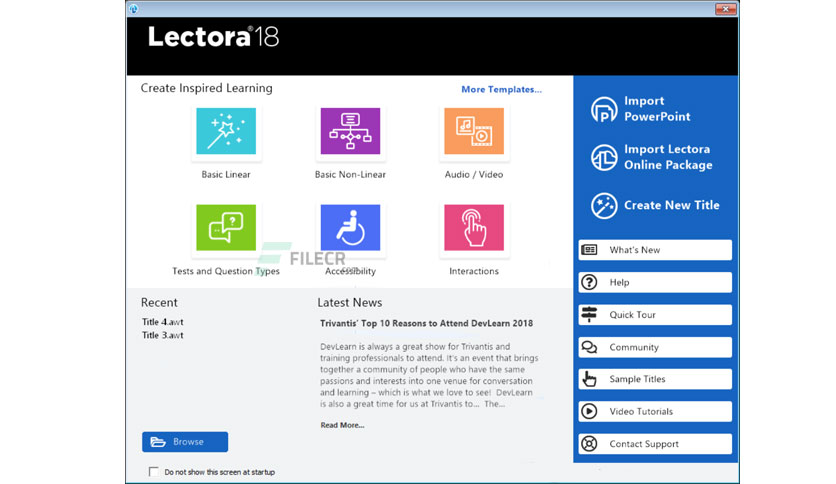 Lectora®18
Create Inspired Learning
More Templates...
Basic Linear
Basic Non-Linear
Audio / Video
Tests and Question Types
Accessibility
Interactions
FILECR
.com
Recent
Title 4.awt
Title 3.awt
Browse
Do not show this screen at startup
Latest News
Trivantis' Top 10 Reasons to Attend DevLearn 2018
DevLearn is always a great show for Trivantis and
training professionals to attend. It's an event that brings
together a community of people who have the same
passions and interests into one venue for conversation
and learning – which is what we love to see!  DevLearn
is also a great time for us at Trivantis to...  The...
Read More...
Import
PowerPoint
Import Lectora
Online Package
Create New Title
What's New
Help
Quick Tour
Community
Sample Titles
Video Tutorials
Contact Support